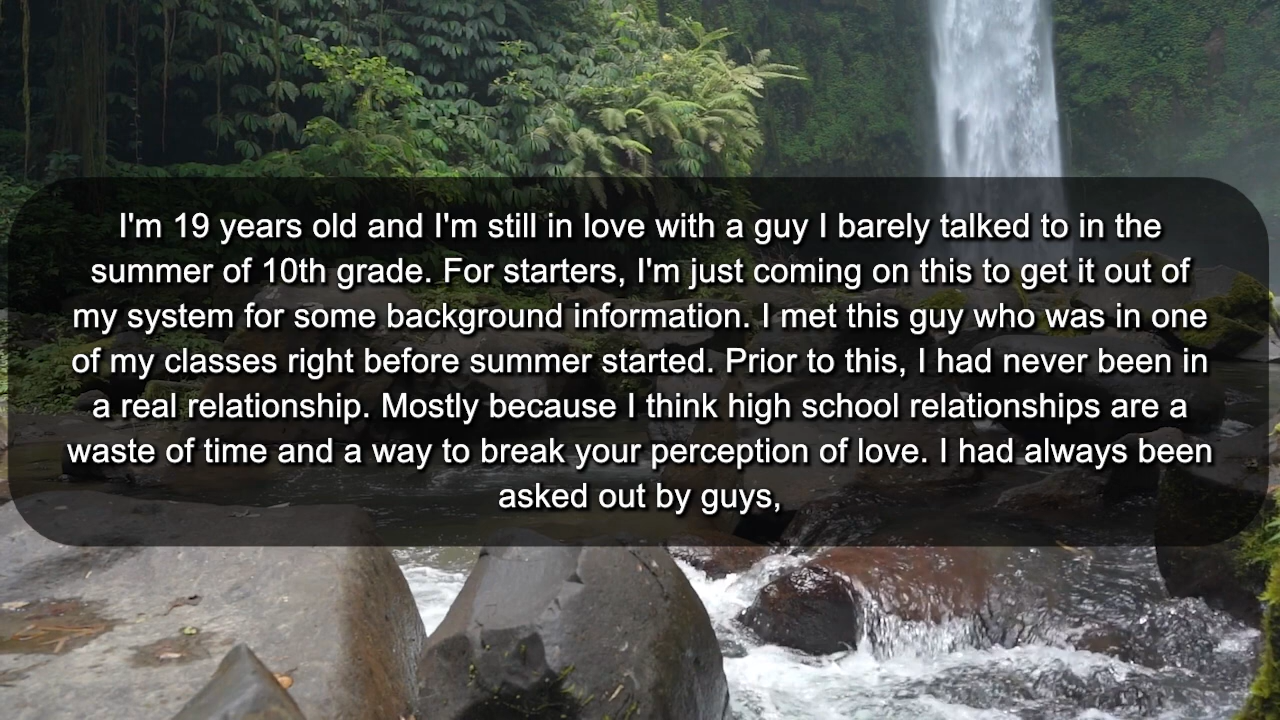 I'm 19 years old and I'm still in love with a guy I barely talked to in the
summer of 10th grade. For starters, I'm just coming on this to get it out of
my system for some background information. I met this guy who was in one
of my classes right before summer started. Prior to this, I had never been in
a real relationship. Mostly because I think high school relationships are a
waste of time and a way to break your perception of love. I had always been
asked out by guys,